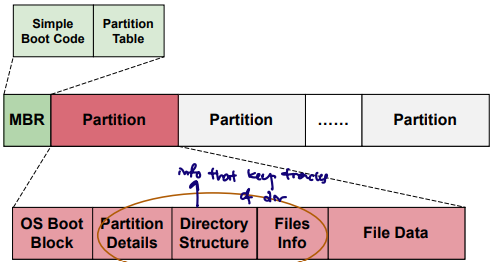 Simple Partition
Boot Code Table
MBR Partition Partition ...... Partition
info that keep tracks
of dir
OS Boot Partition Directory Files File Data
Block Details Structure Info